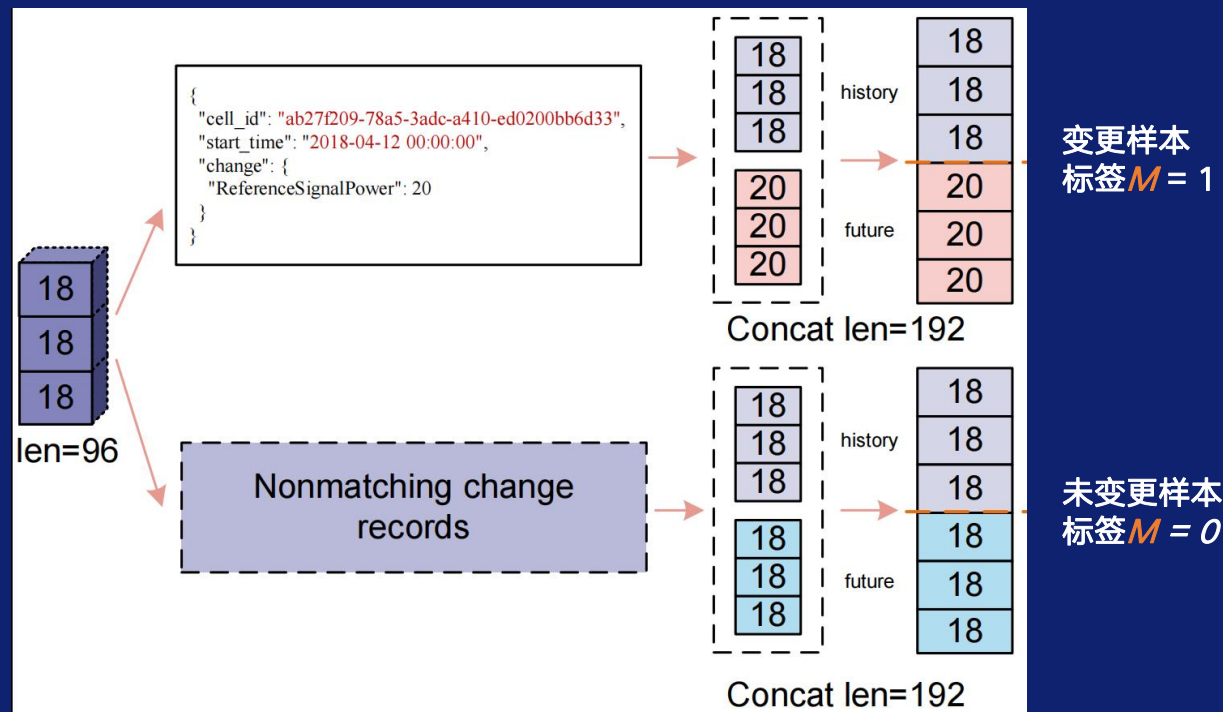 {
"cell_id": "ab27f209-78a5-3adc-a410-ed0200bb6d33",
"start_time": "2018-04-12 00:00:00",
"change": {
"ReferenceSignalPower": 20
}
}
18
18
18
len=96
18
18
18
history
20
20
20
future
Concat len=192
18
18
18
20
20
20
变更样本
标签M = 1
Nonmatching change
records
18
18
18
history
18
18
18
future
Concat len=192
18
18
18
18
18
18
未变更样本
标签M = 0